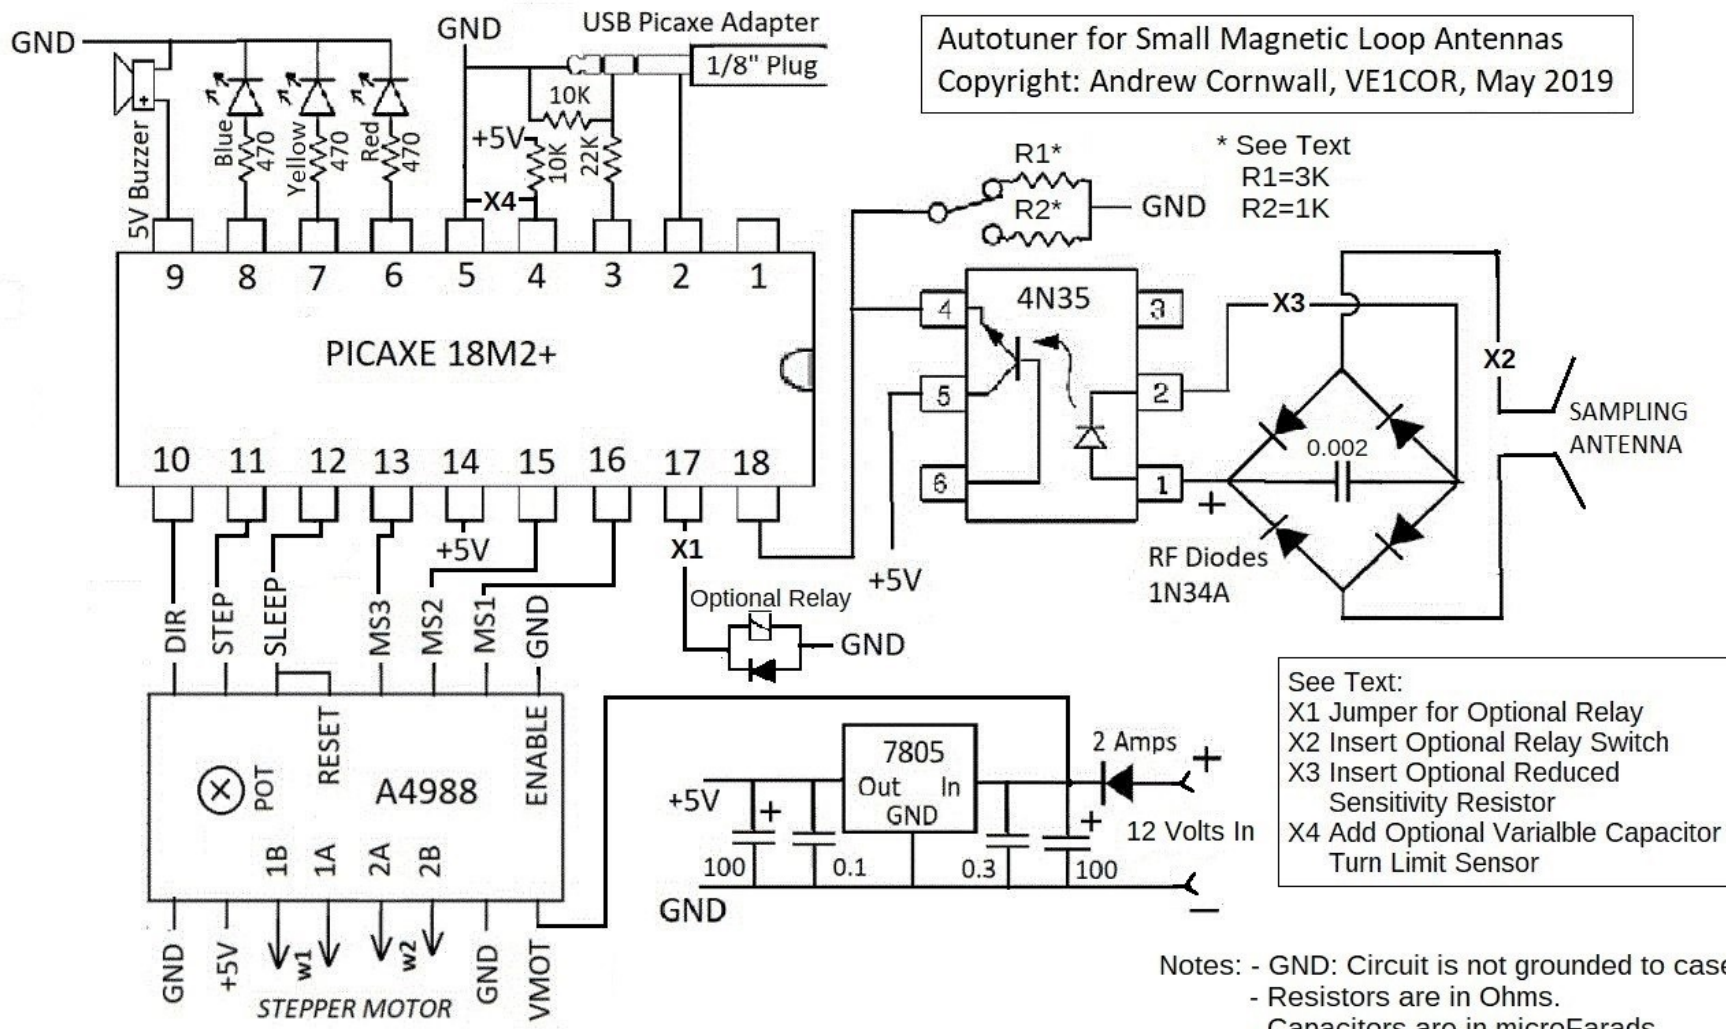 GND
GND
USB Picaxe Adapter
1/8" Plug
Autotuner for Small Magnetic Loop Antennas
Copyright: Andrew Cornwall, VE1COR, May 2019
5V Buzzer
+
Blue
470
Yellow
470
Red
470
10K
+5V
10K
22K
X4
9 8 7 6 5 4 3 2 1
PICAXE 18M2+
10 11 12 13 14 15 16 17 18
R1*
R2*
GND
* See Text
R1=3K
R2=1K
4N35
4
5
6
3
2
1
+5V
X3
X2
SAMPLING
ANTENNA
0.002
+
RF Diodes
1N34A
+5V
X1
Optional Relay
GND
DIR
STEP
SLEEP
MS3
MS2
MS1
GND
POT
RESET
A4988
ENABLE
1B
1A
2A
2B
GND
+5V
w1
w2
GND
VMOT
STEPPER MOTOR
7805
Out In
GND
2 Amps
+
+5V
+
+
12 Volts In
100
0.1
0.3
100
GND
—
See Text:
X1 Jumper for Optional Relay
X2 Insert Optional Relay Switch
X3 Insert Optional Reduced
Sensitivity Resistor
X4 Add Optional Varialble Capacitor
Turn Limit Sensor
Notes: - GND: Circuit is not grounded to case
- Resistors are in Ohms.
Capacitors are in microFarads